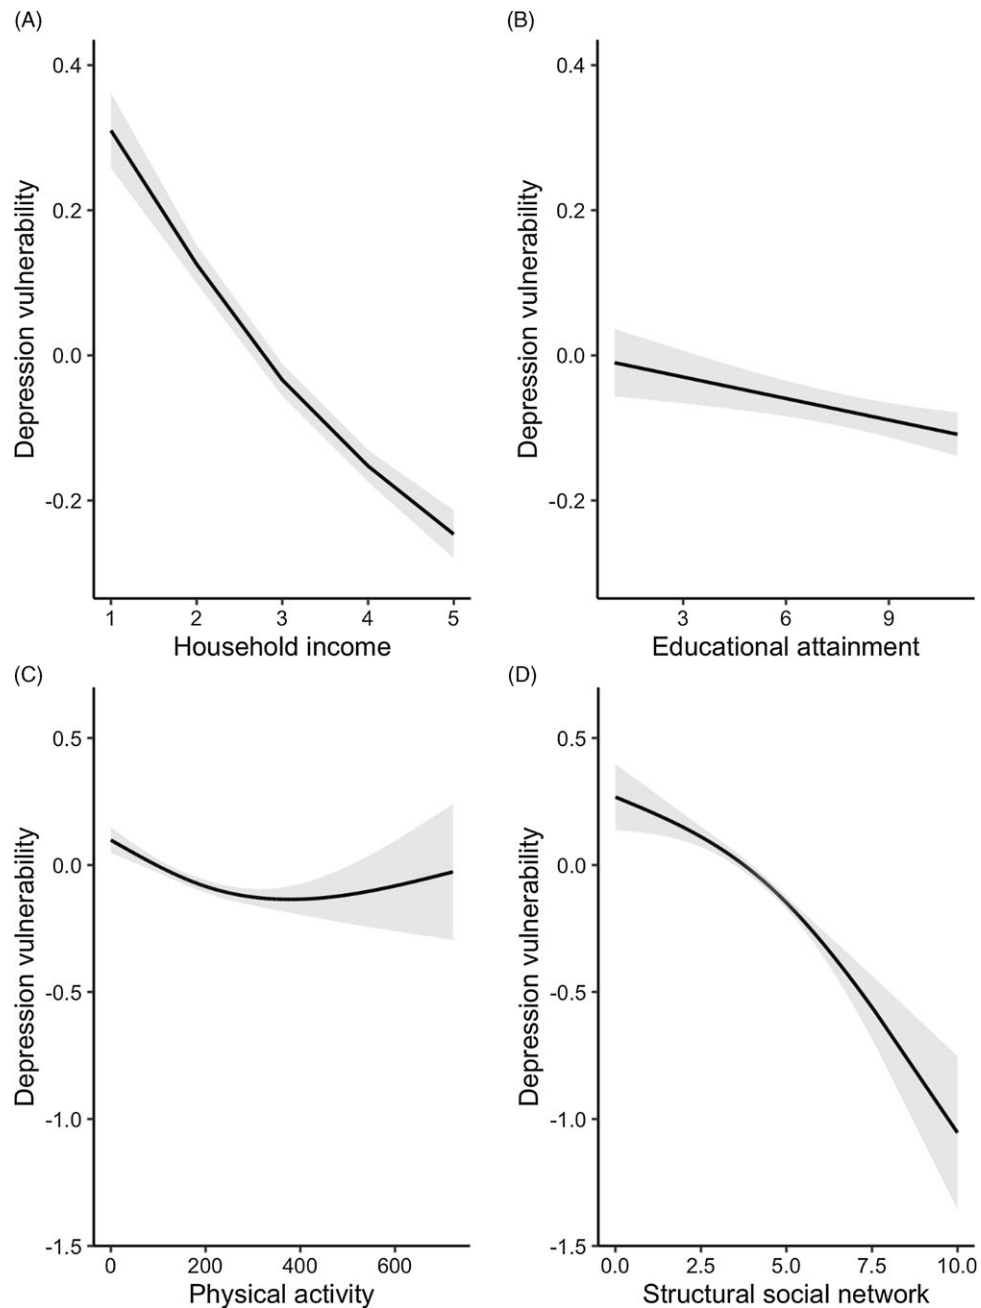 (A)
Depression vulnerability
0.4
0.2
0.0
-0.2
1 2 3 4 5
Household income
(B)
Depression vulnerability
0.4
0.2
0.0
-0.2
3 6 9
Educational attainment
(C)
Depression vulnerability
0.5
0.0
-0.5
-1.0
-1.5
0 200 400 600
Physical activity
(D)
Depression vulnerability
0.5
0.0
-0.5
-1.0
-1.5
0.0 2.5 5.0 7.5 10.0
Structural social network